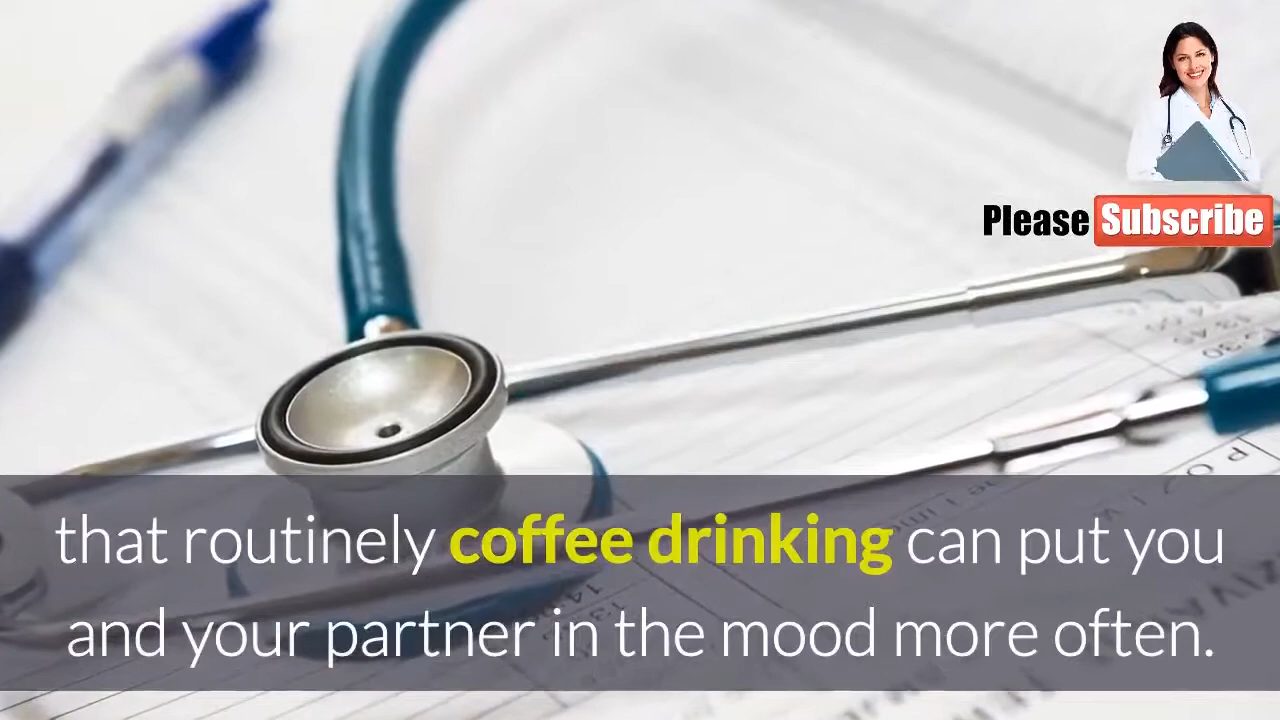 Please Subscribe
that routinely coffee drinking can put you
and your partner in the mood more often.